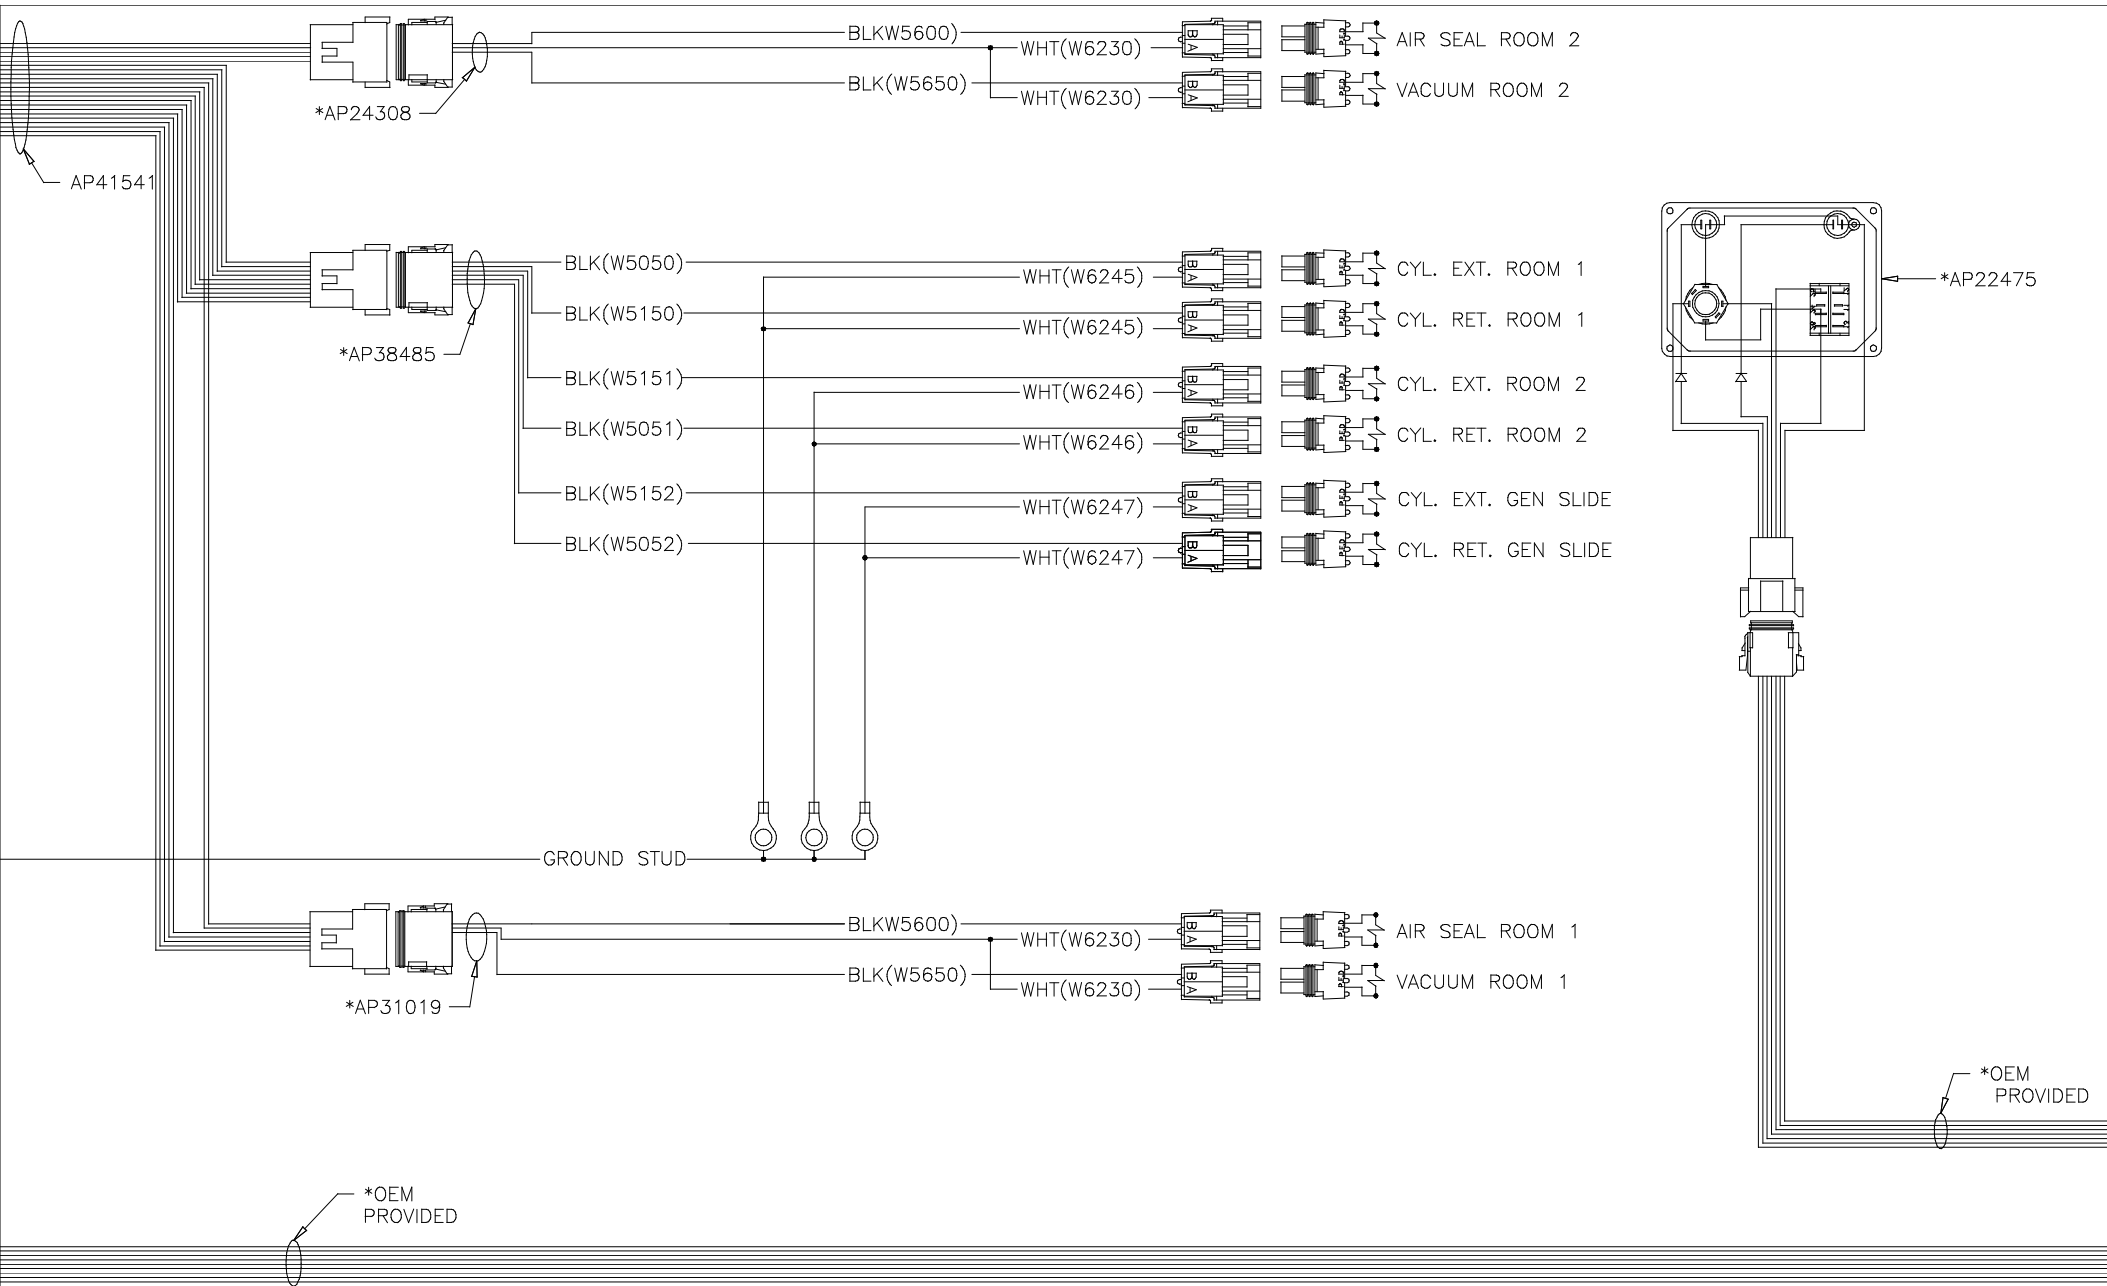 BLKW5600)
WHT(W6230)
B
A
AIR SEAL ROOM 2
*AP24308
BLK(W5650)
WHT(W6230)
B
A
VACUUM ROOM 2
AP41541
BLK(W5050)
WHT(W6245)
B
A
CYL. EXT. ROOM 1
*AP22475
BLK(W5150)
WHT(W6245)
B
A
CYL. RET. ROOM 1
*AP38485
BLK(W5151)
WHT(W6246)
B
A
CYL. EXT. ROOM 2
BLK(W5051)
WHT(W6246)
B
A
CYL. RET. ROOM 2
BLK(W5152)
WHT(W6247)
B
A
CYL. EXT. GEN SLIDE
BLK(W5052)
WHT(W6247)
B
A
CYL. RET. GEN SLIDE
GROUND STUD
BLKW5600)
WHT(W6230)
B
A
AIR SEAL ROOM 1
BLK(W5650)
WHT(W6230)
B
A
VACUUM ROOM 1
*AP31019
*OEM
PROVIDED
*OEM
PROVIDED